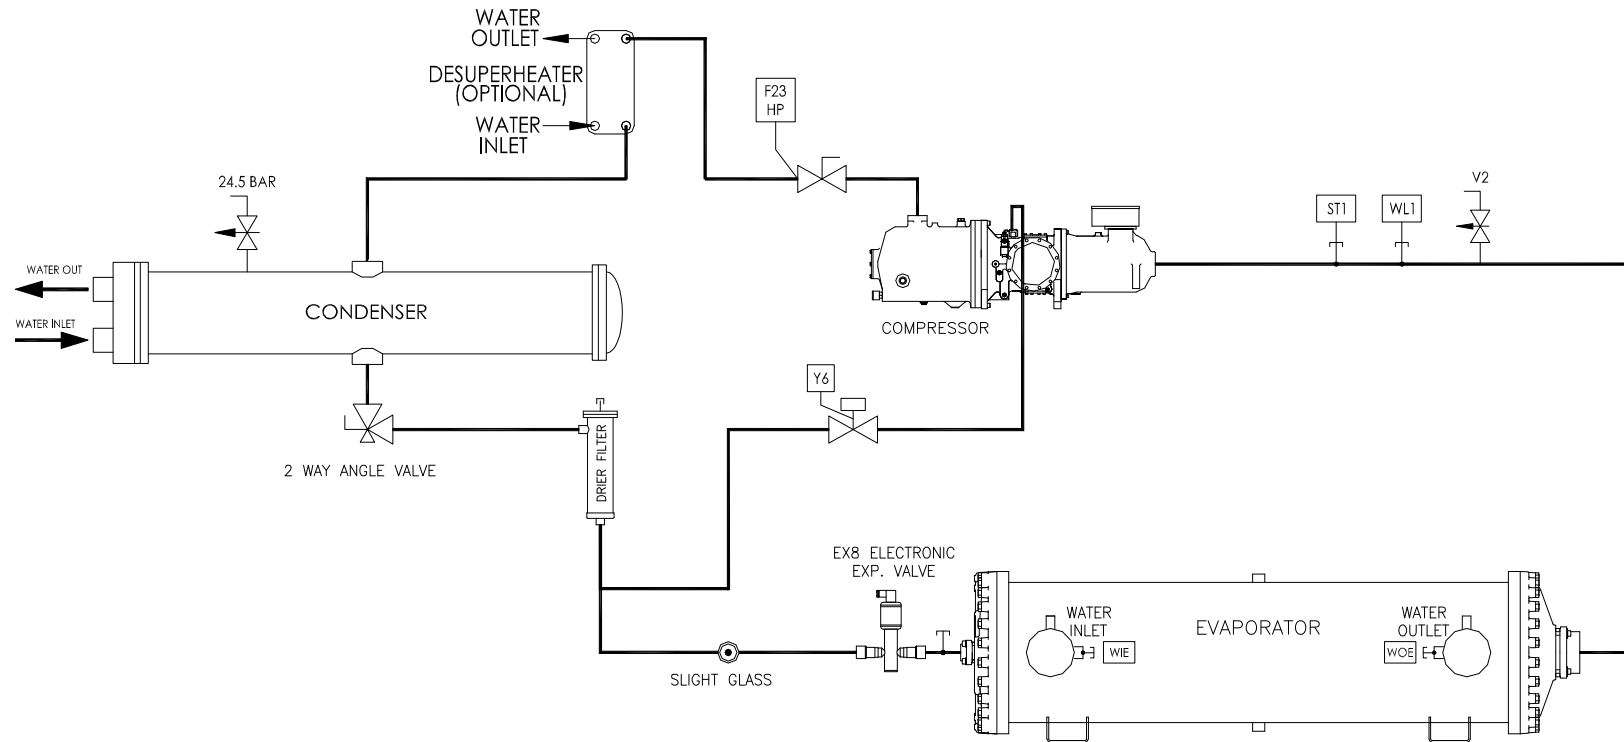 WATER
OUTLET
DESUPERHEATER
(OPTIONAL)
WATER
INLET
F23
HP
24.5 BAR
V2
ST1
WL1
WATER OUT
WATER INLET
CONDENSER
COMPRESSOR
Y6
2 WAY ANGLE VALVE
DRIER FILTER
EX8 ELECTRONIC
EXP. VALVE
SLIGHT GLASS
WATER
INLET
WIE
EVAPORATOR
WATER
OUTLET
WOE